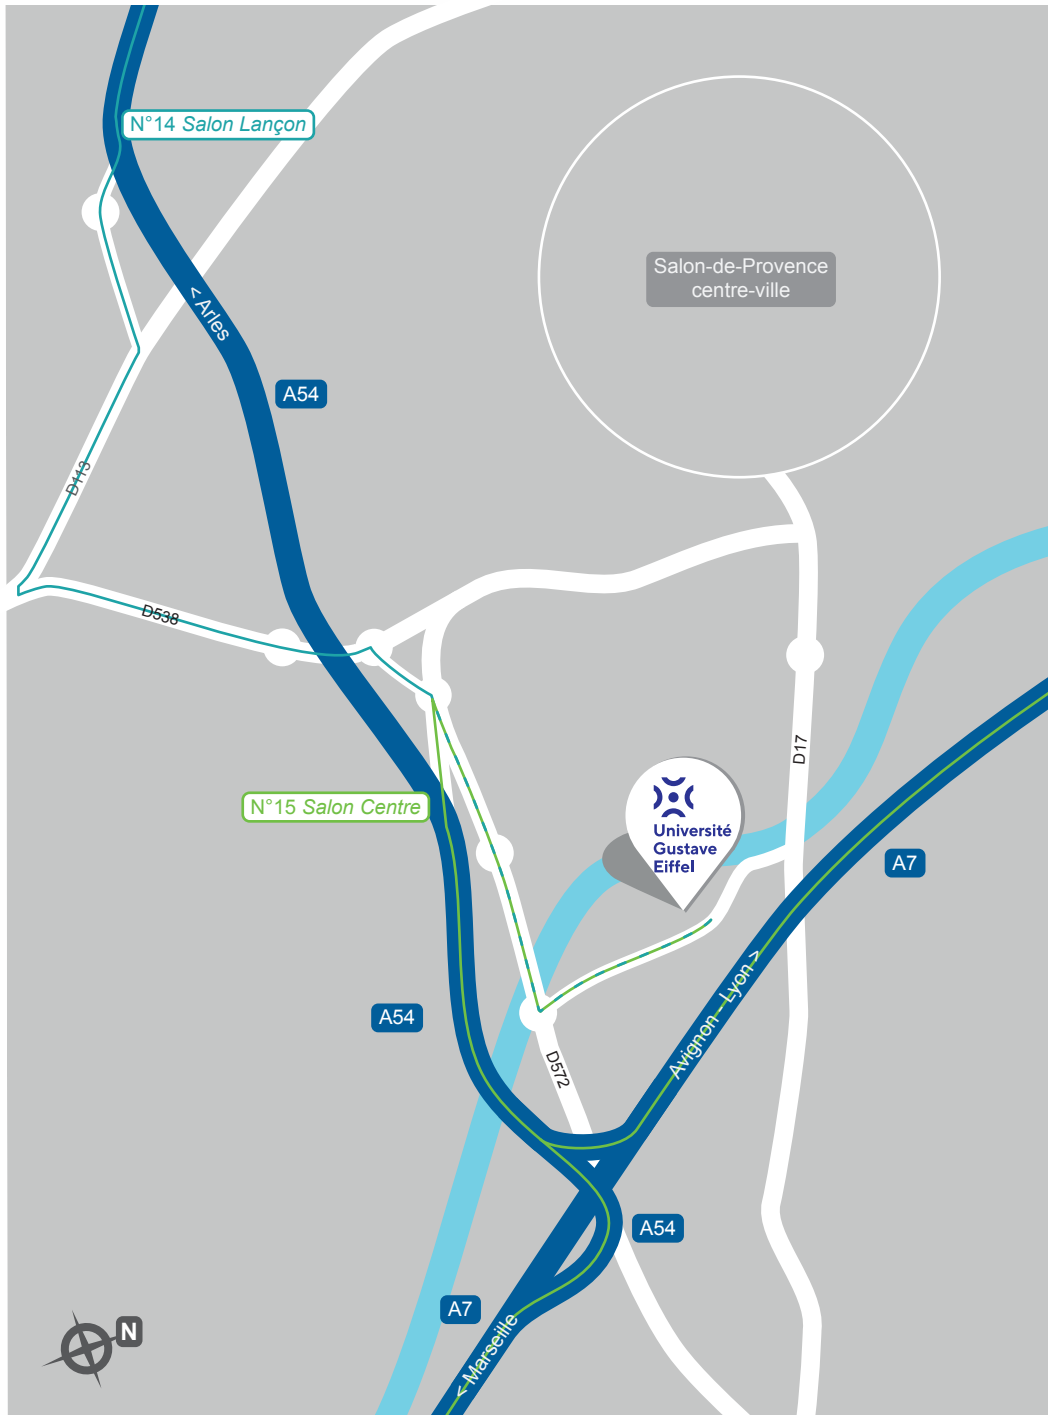 N°14 Salon Lançon
Salon-de-Provence
centre-ville
< Arles
A54
D113
D538
D17
N°15 Salon Centre
Université
Gustave
Eiffel
A7
A54
Avignon - Lyon >
D572
A54
A7
< Marseille
N